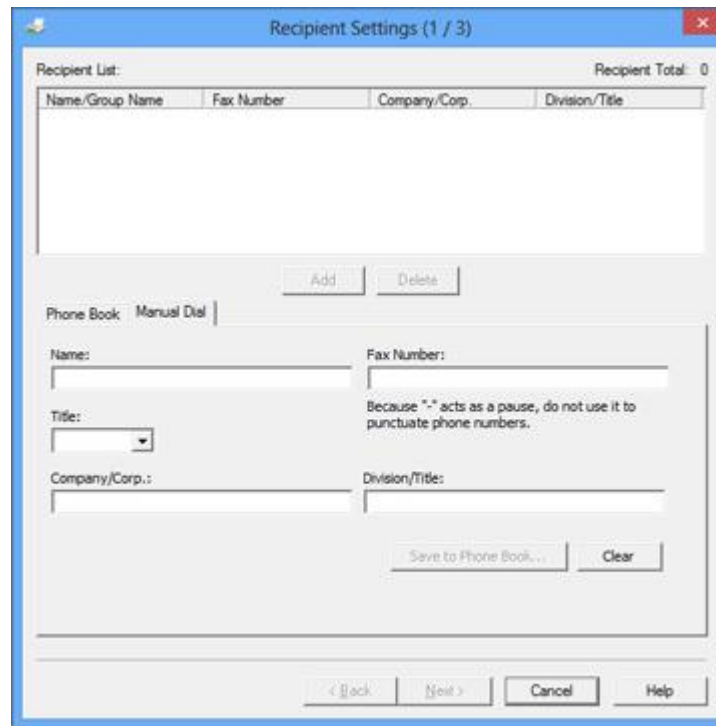 Recipient Settings (1 / 3)
Recipient List: Recipient Total: 0
Name/Group Name Fax Number Company/Corp. Division/Title
Add Delete
Phone Book Manual Dial
Name: Fax Number:
Because "-" acts as a pause, do not use it to
punctuate phone numbers.
Title:
Company/Corp.: Division/Title:
Save to Phone Book... Clear
< Back Next > Cancel Help